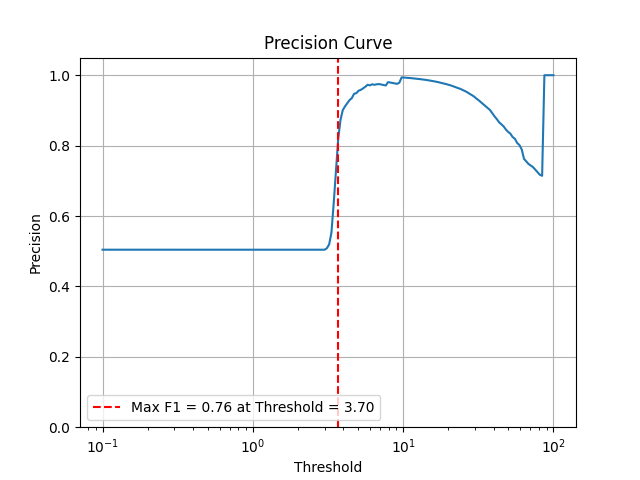 Precision Curve
Precision
1.0
0.8
0.6
0.4
0.2
0.0
Max F1 = 0.76 at Threshold = 3.70
10⁻¹ 10⁰ 10¹ 10²
Threshold